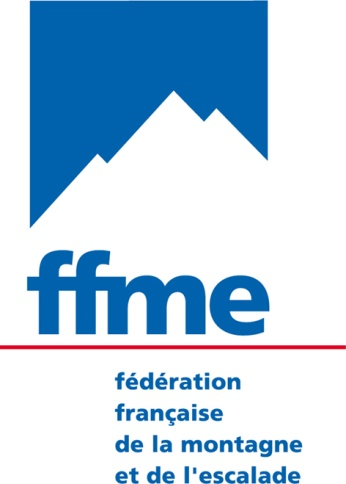 ffme
fédération
française
de la montagne
et de l'escalade